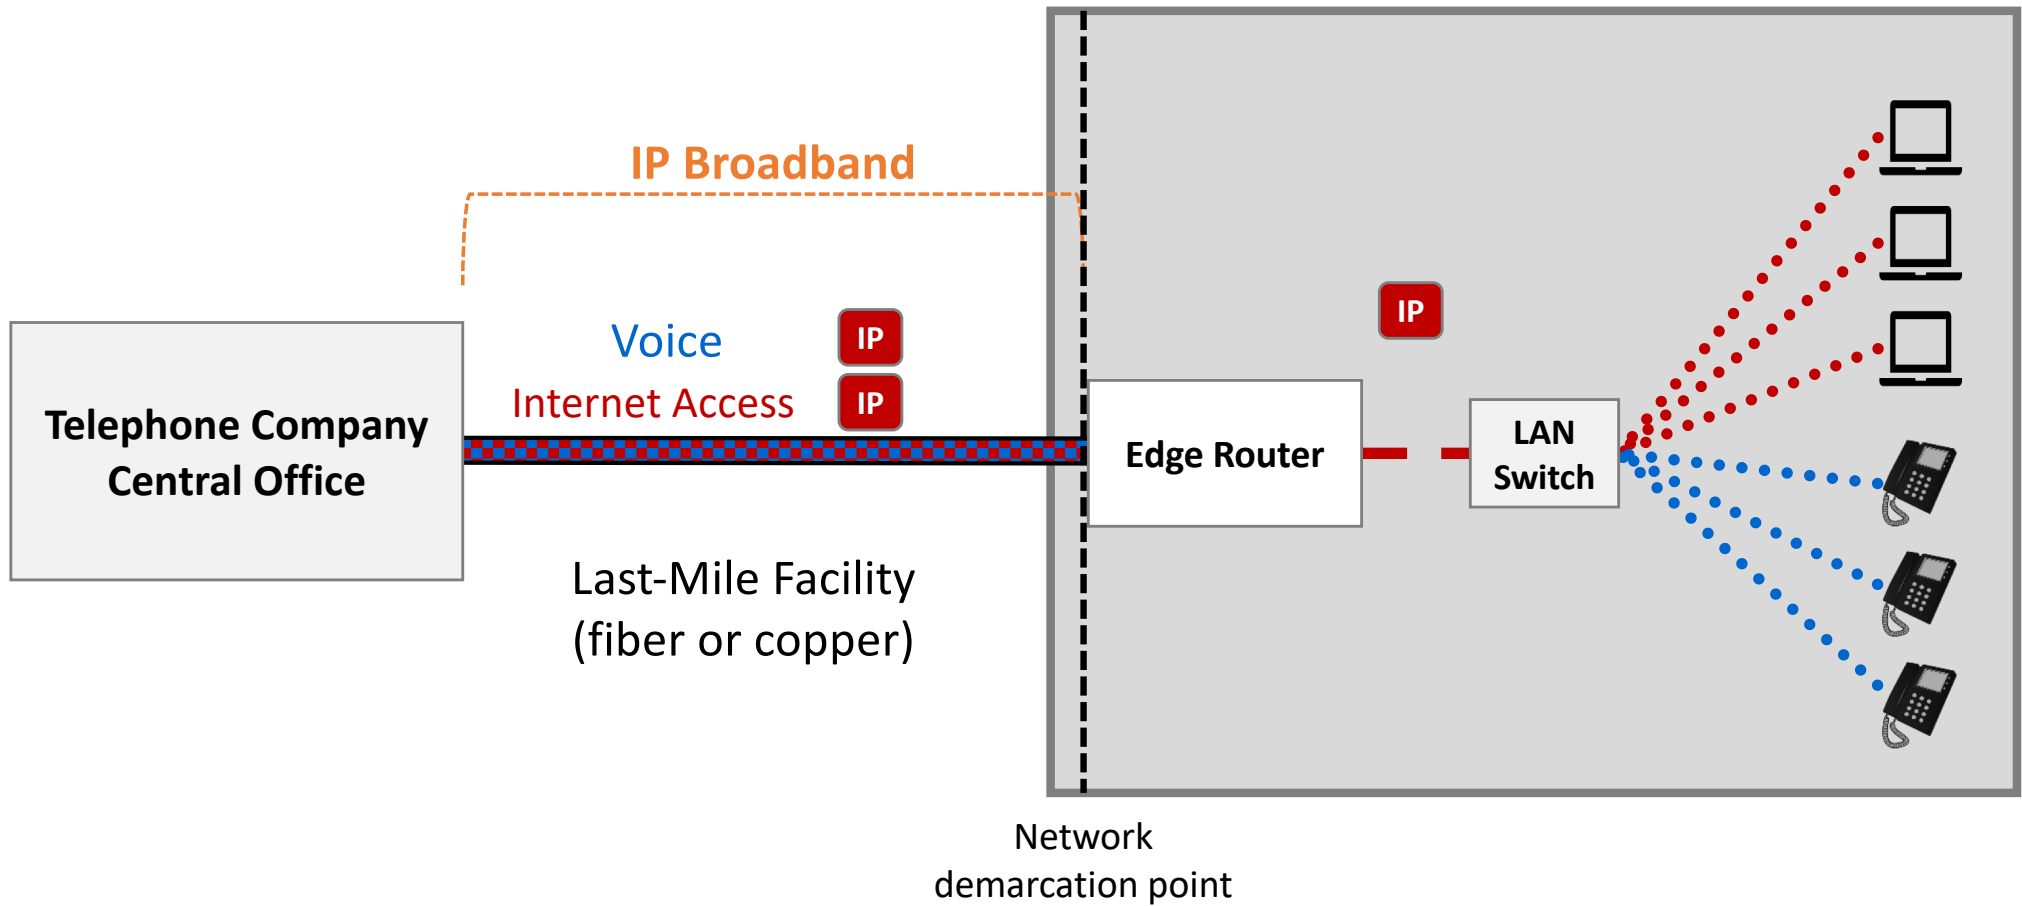 IP Broadband
Voice
IP
Internet Access
IP
IP
Telephone Company
Central Office
Edge Router
LAN
Switch
Last-Mile Facility
(fiber or copper)
Network
demarcation point